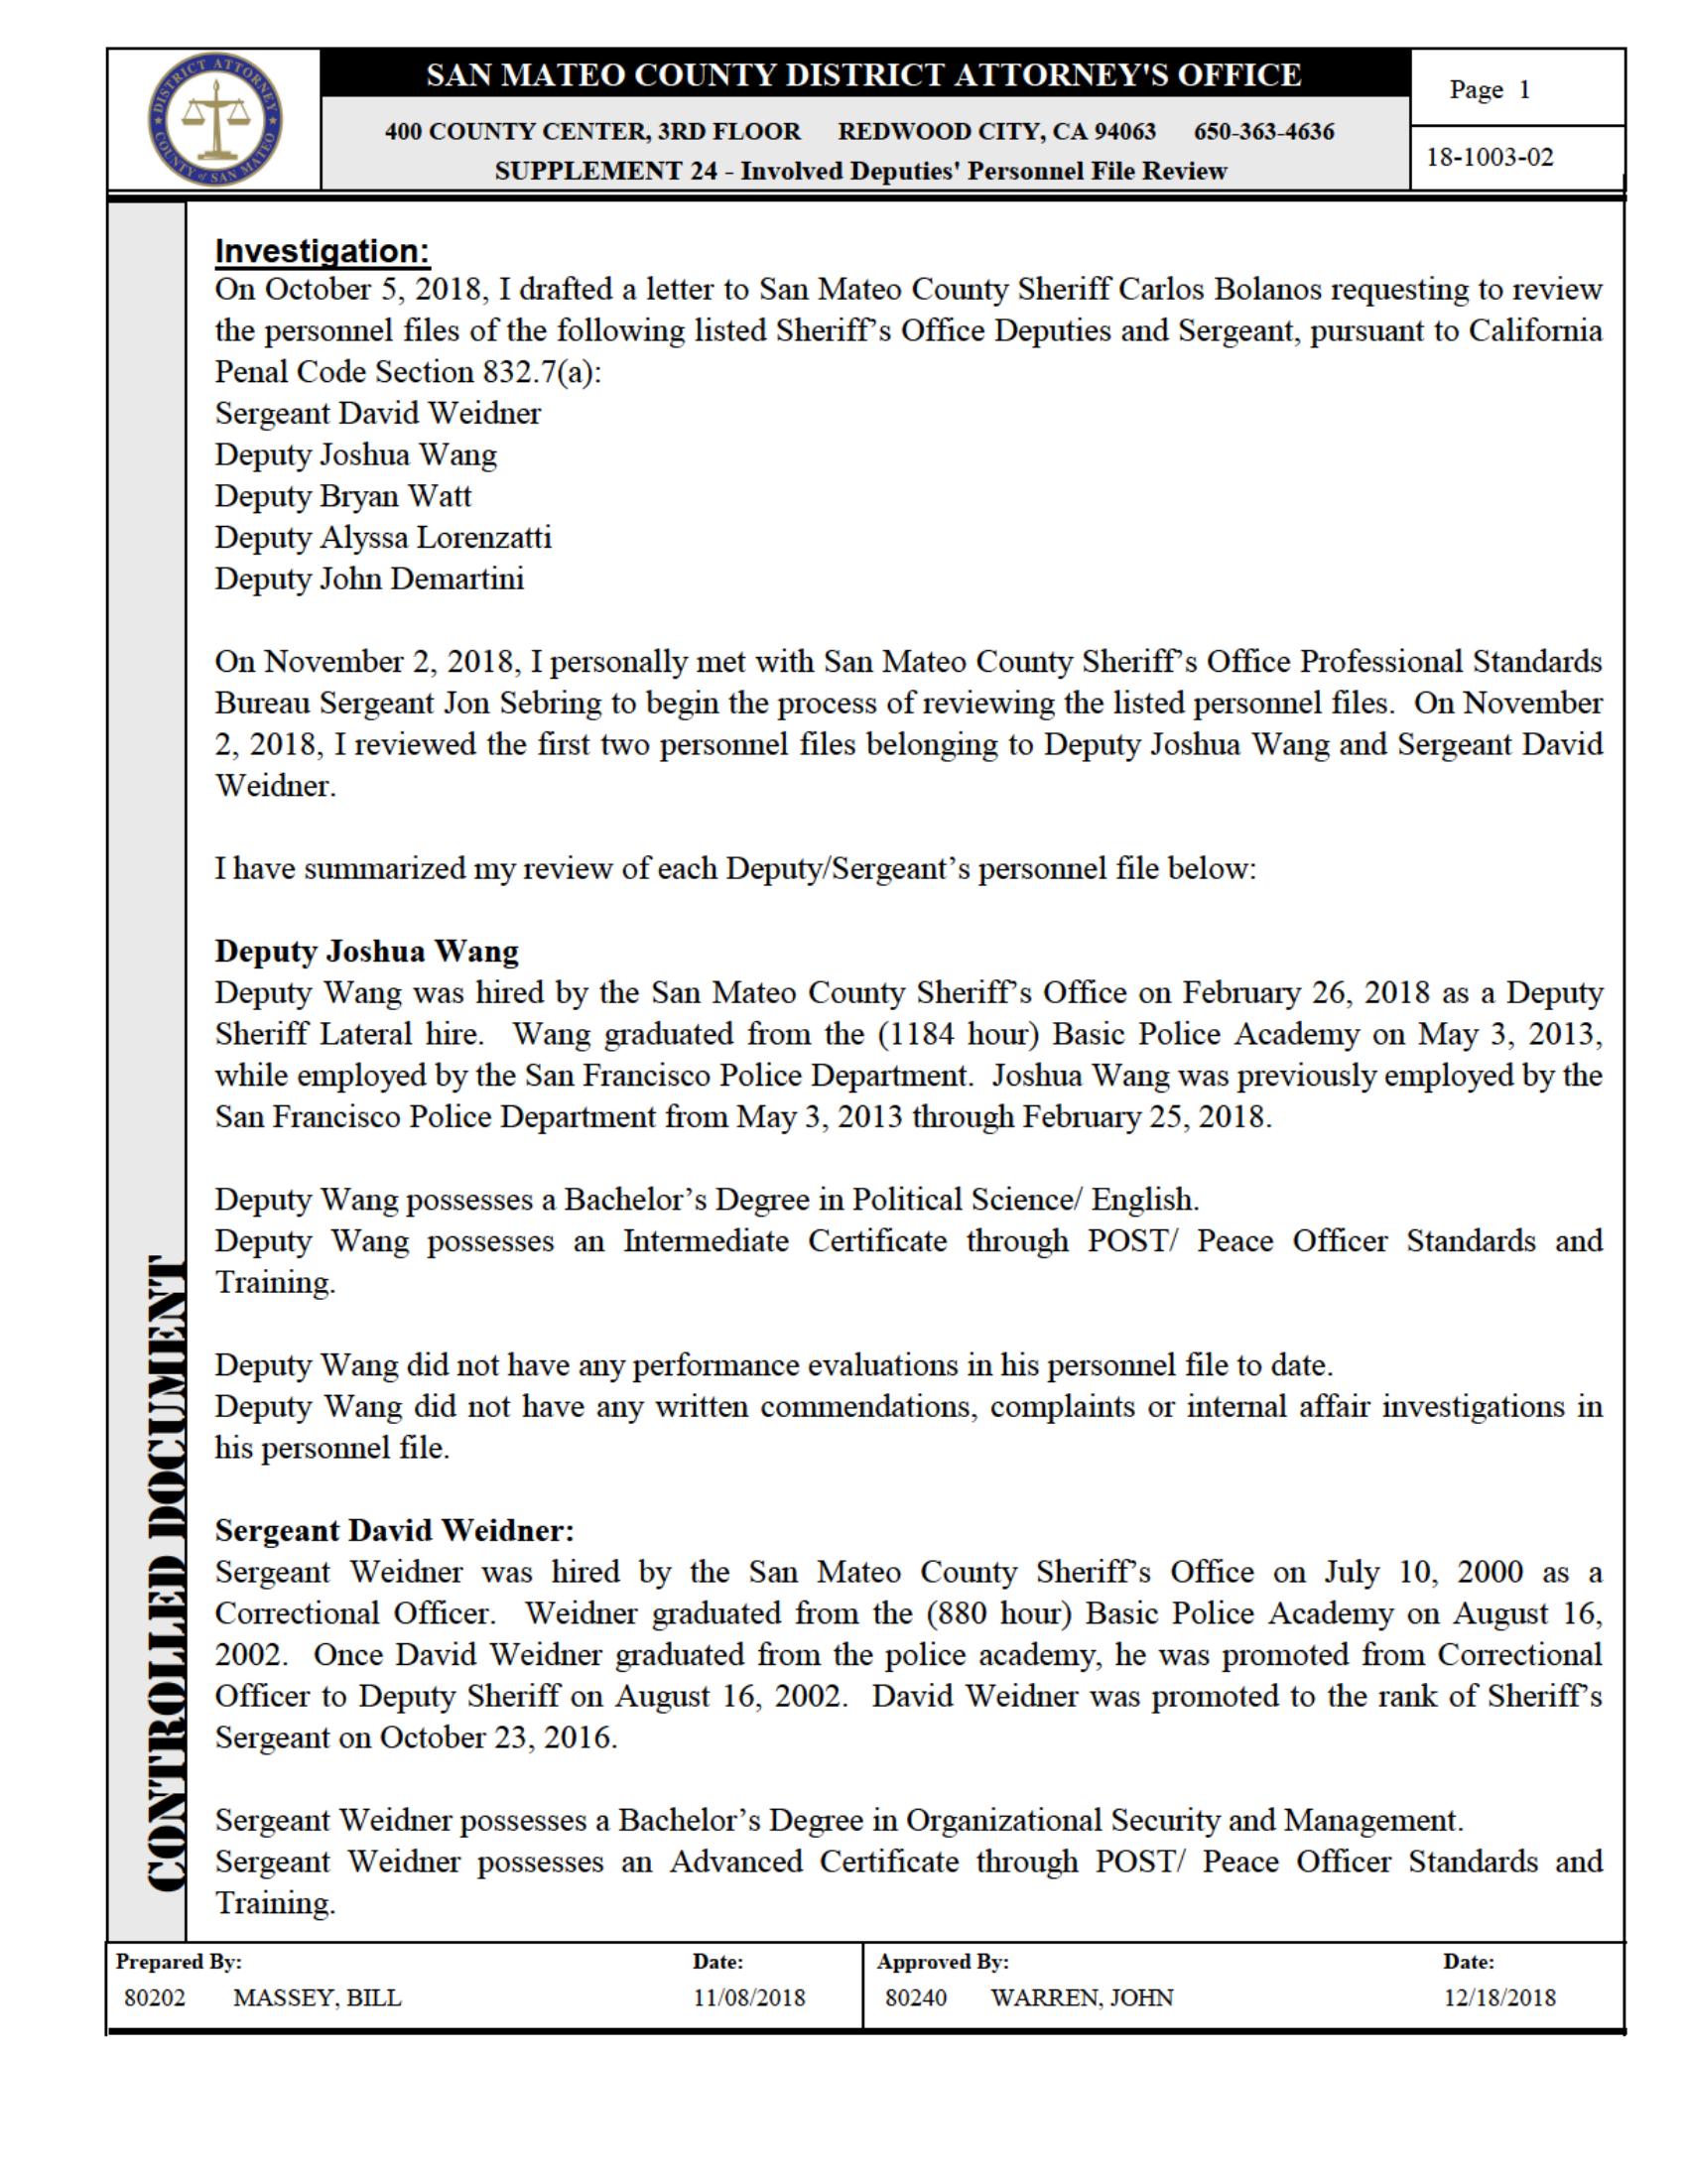 DISTRICT ATTORNEY
COUNTY of SAN MATEO
SAN MATEO COUNTY DISTRICT ATTORNEY'S OFFICE
400 COUNTY CENTER, 3RD FLOOR REDWOOD CITY, CA 94063 650-363-4636
SUPPLEMENT 24 - Involved Deputies' Personnel File Review
Page 1
18-1003-02
Investigation:
On October 5, 2018, I drafted a letter to San Mateo County Sheriff Carlos Bolanos requesting to review
the personnel files of the following listed Sheriff's Office Deputies and Sergeant, pursuant to California
Penal Code Section 832.7(a):
Sergeant David Weidner
Deputy Joshua Wang
Deputy Bryan Watt
Deputy Alyssa Lorenzatti
Deputy John Demartini
On November 2, 2018, I personally met with San Mateo County Sheriff's Office Professional Standards
Bureau Sergeant Jon Sebring to begin the process of reviewing the listed personnel files. On November
2, 2018, I reviewed the first two personnel files belonging to Deputy Joshua Wang and Sergeant David
Weidner.
I have summarized my review of each Deputy/Sergeant's personnel file below:
Deputy Joshua Wang
Deputy Wang was hired by the San Mateo County Sheriff's Office on February 26, 2018 as a Deputy
Sheriff Lateral hire. Wang graduated from the (1184 hour) Basic Police Academy on May 3, 2013,
while employed by the San Francisco Police Department. Joshua Wang was previously employed by the
San Francisco Police Department from May 3, 2013 through February 25, 2018.
Deputy Wang possesses a Bachelor's Degree in Political Science/ English.
Deputy Wang possesses an Intermediate Certificate through POST/ Peace Officer Standards and
Training.
Deputy Wang did not have any performance evaluations in his personnel file to date.
Deputy Wang did not have any written commendations, complaints or internal affair investigations in
his personnel file.
Sergeant David Weidner:
Sergeant Weidner was hired by the San Mateo County Sheriff's Office on July 10, 2000 as a
Correctional Officer. Weidner graduated from the (880 hour) Basic Police Academy on August 16,
2002. Once David Weidner graduated from the police academy, he was promoted from Correctional
Officer to Deputy Sheriff on August 16, 2002. David Weidner was promoted to the rank of Sheriff's
Sergeant on October 23, 2016.
Sergeant Weidner possesses a Bachelor's Degree in Organizational Security and Management.
Sergeant Weidner possesses an Advanced Certificate through POST/ Peace Officer Standards and
Training.
CONTROLLED DOCUMENT
Prepared By: Date: Approved By: Date:
80202 MASSEY, BILL 11/08/2018 80240 WARREN, JOHN 12/18/2018